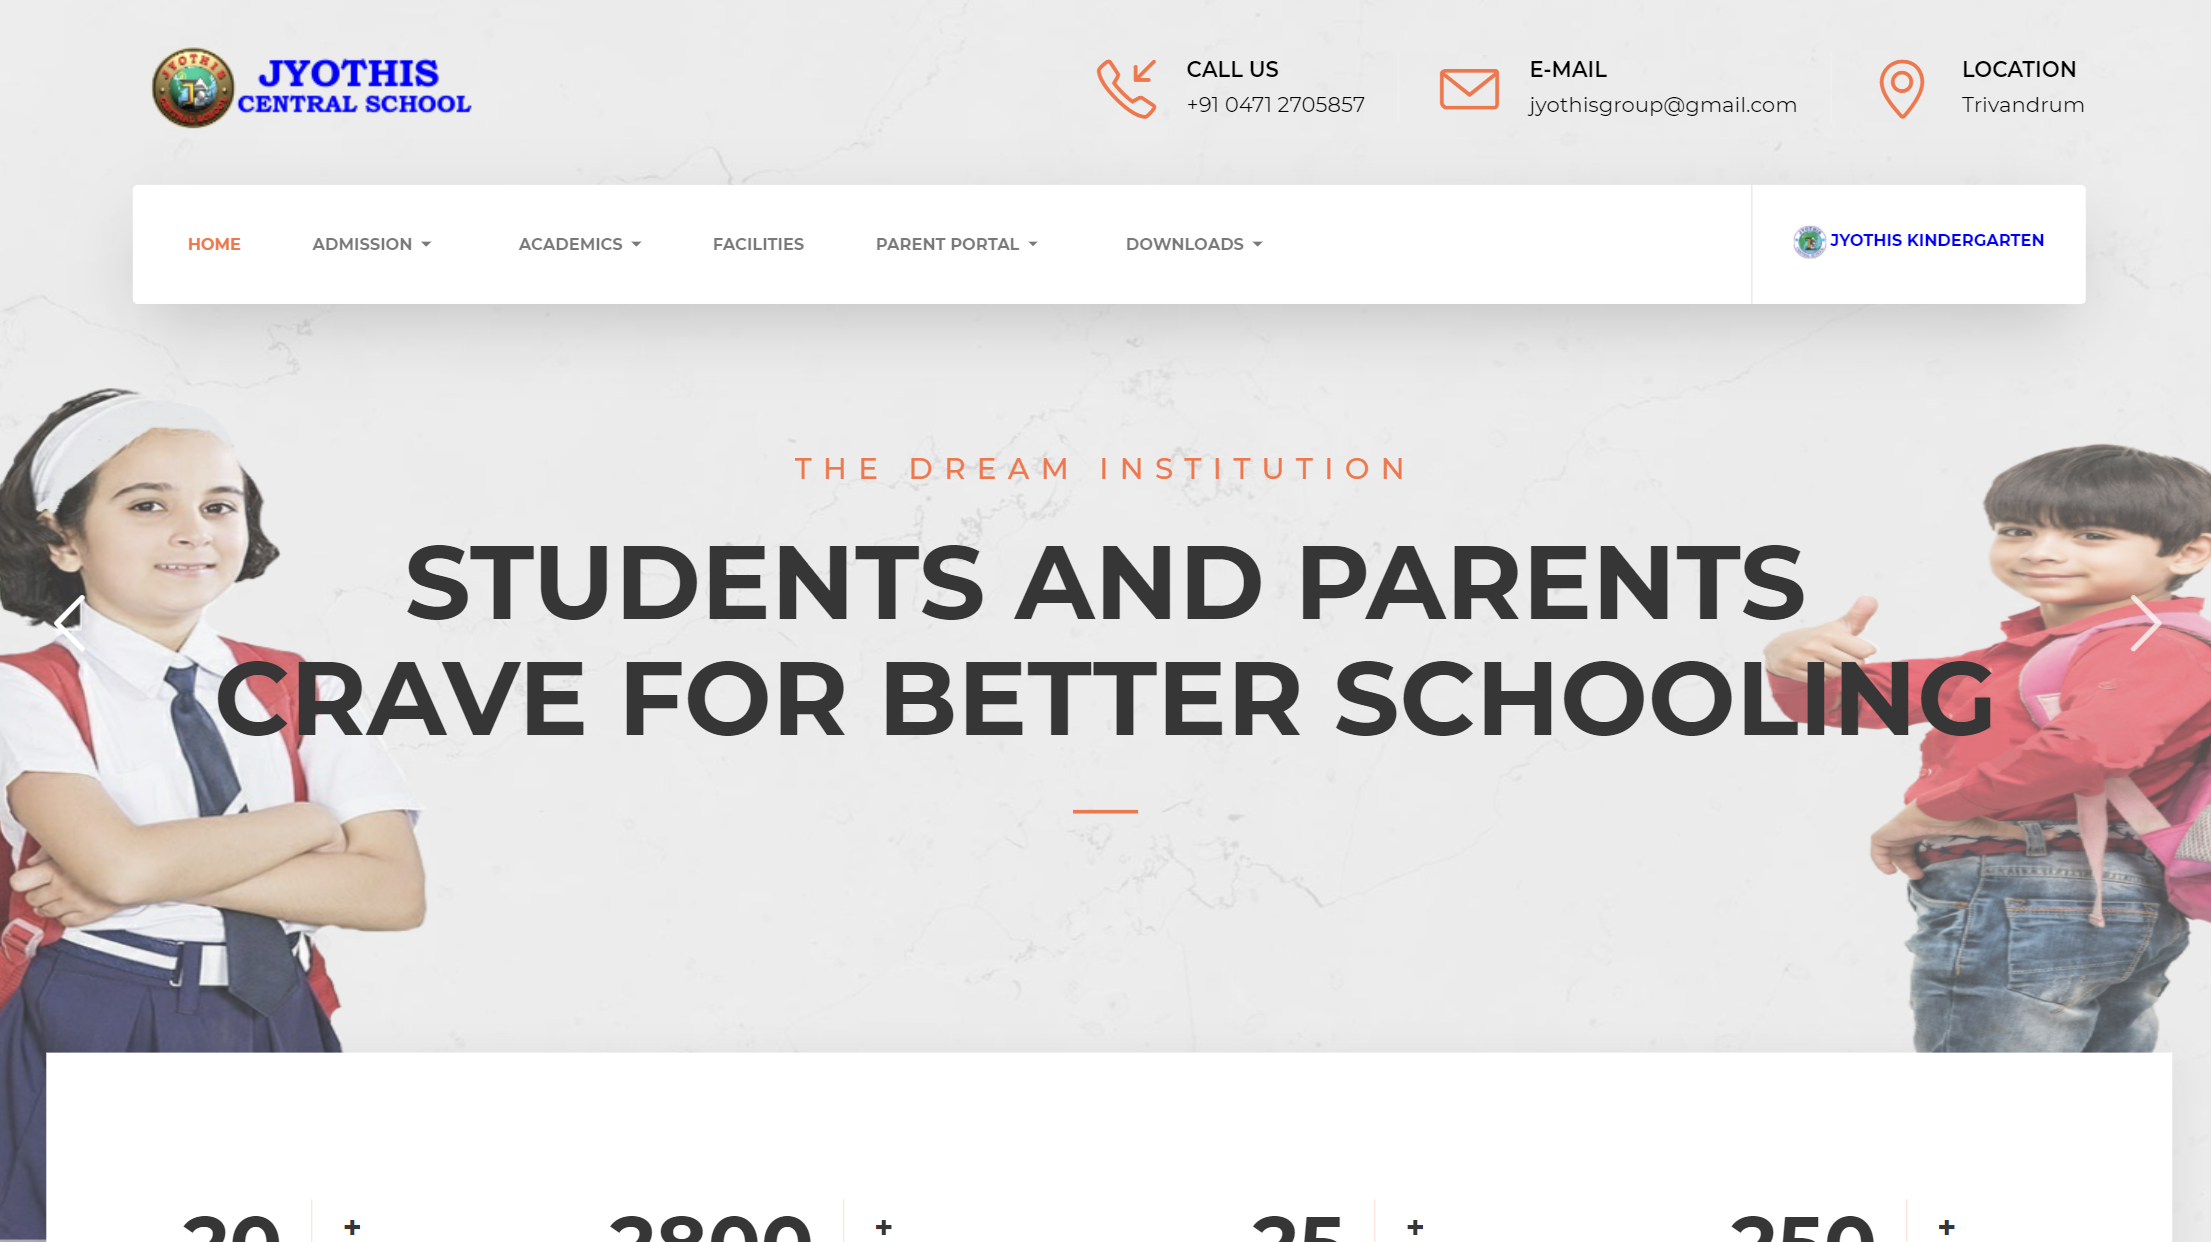 JYOTHIS
CENTRAL SCHOOL
CALL US
+91 0471 2705857
E-MAIL
jyothisgroup@gmail.com
LOCATION
Trivandrum
HOME
ADMISSION
ACADEMICS
FACILITIES
PARENT PORTAL
DOWNLOADS
JYOTHIS KINDERGARTEN
THE DREAM INSTITUTION
STUDENTS AND PARENTS
CRAVE FOR BETTER SCHOOLING
20 +
2800 +
25 +
250 +